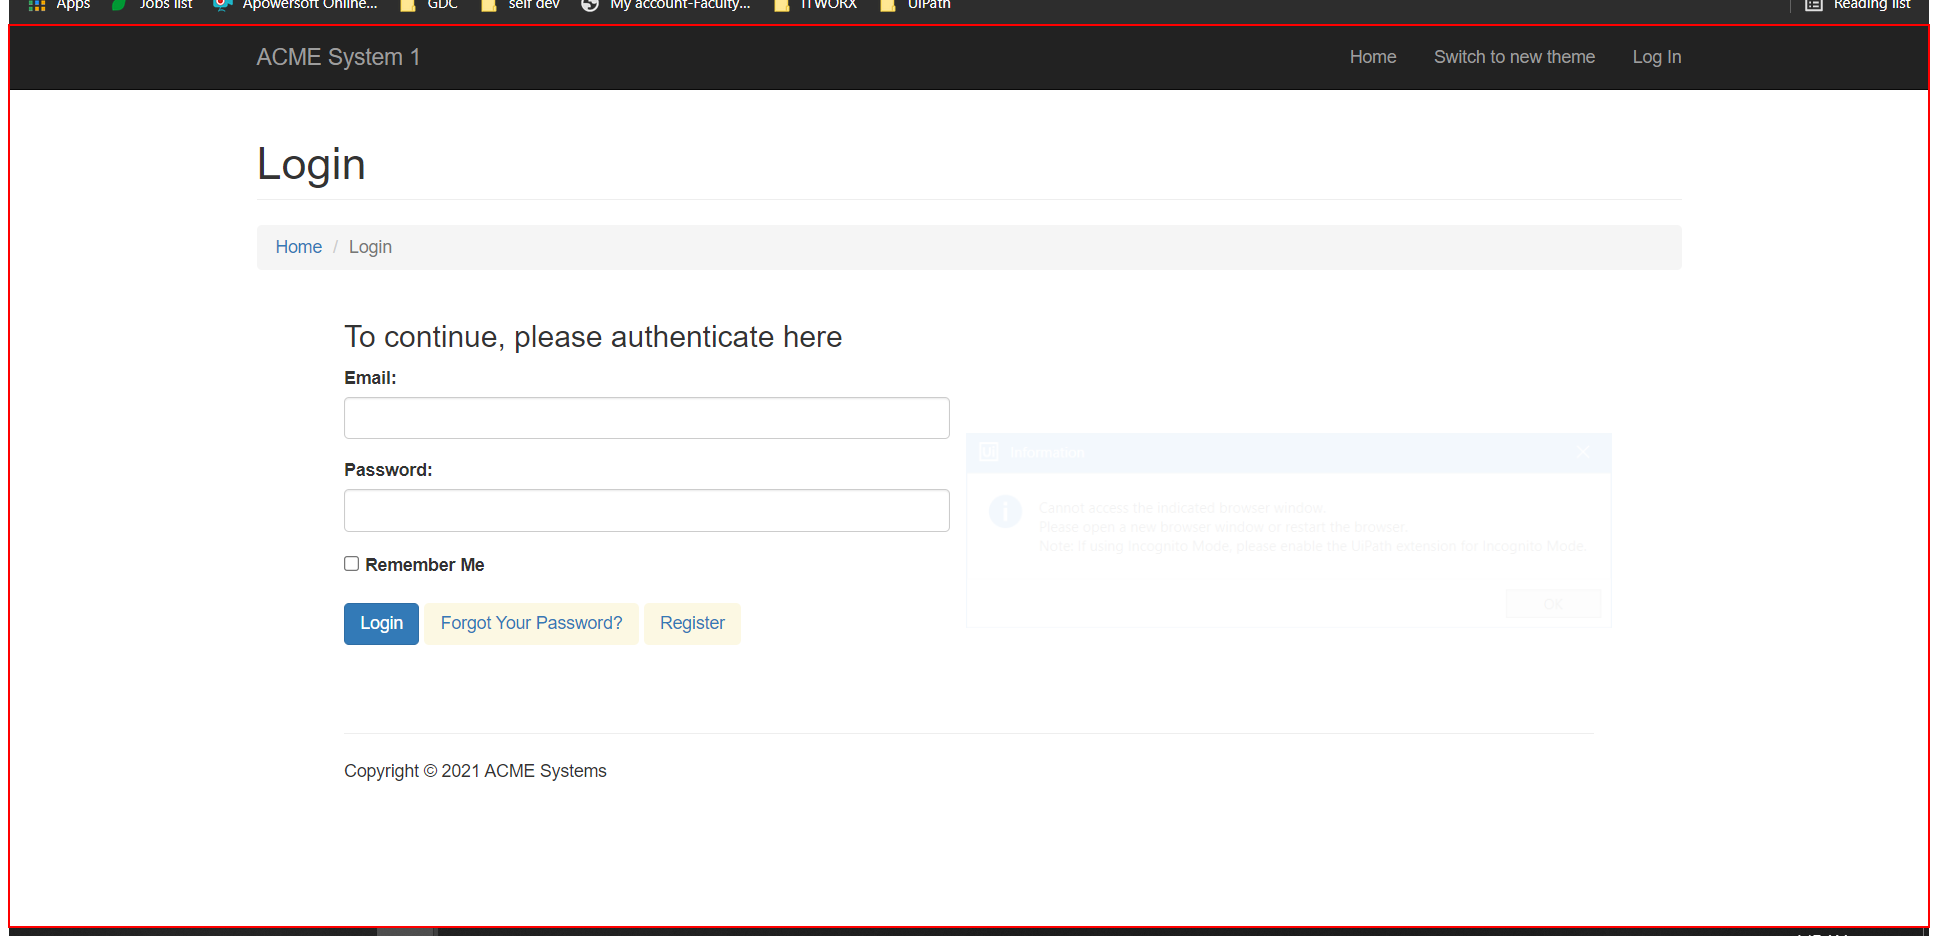 Apps Jobs list Apowersoft Online... GDC self dev My account-Faculty... ITWORX UiPath Reading list
ACME System 1 Home Switch to new theme Log In
Login
Home / Login
To continue, please authenticate here
Email:
Password:
Remember Me
Login Forgot Your Password? Register
Ui Information
Cannot access the indicated browser window.
Please open a new browser window or restart the browser.
Note: If using Incognito Mode, please enable the UiPath extension for Incognito Mode.
OK
Copyright © 2021 ACME Systems